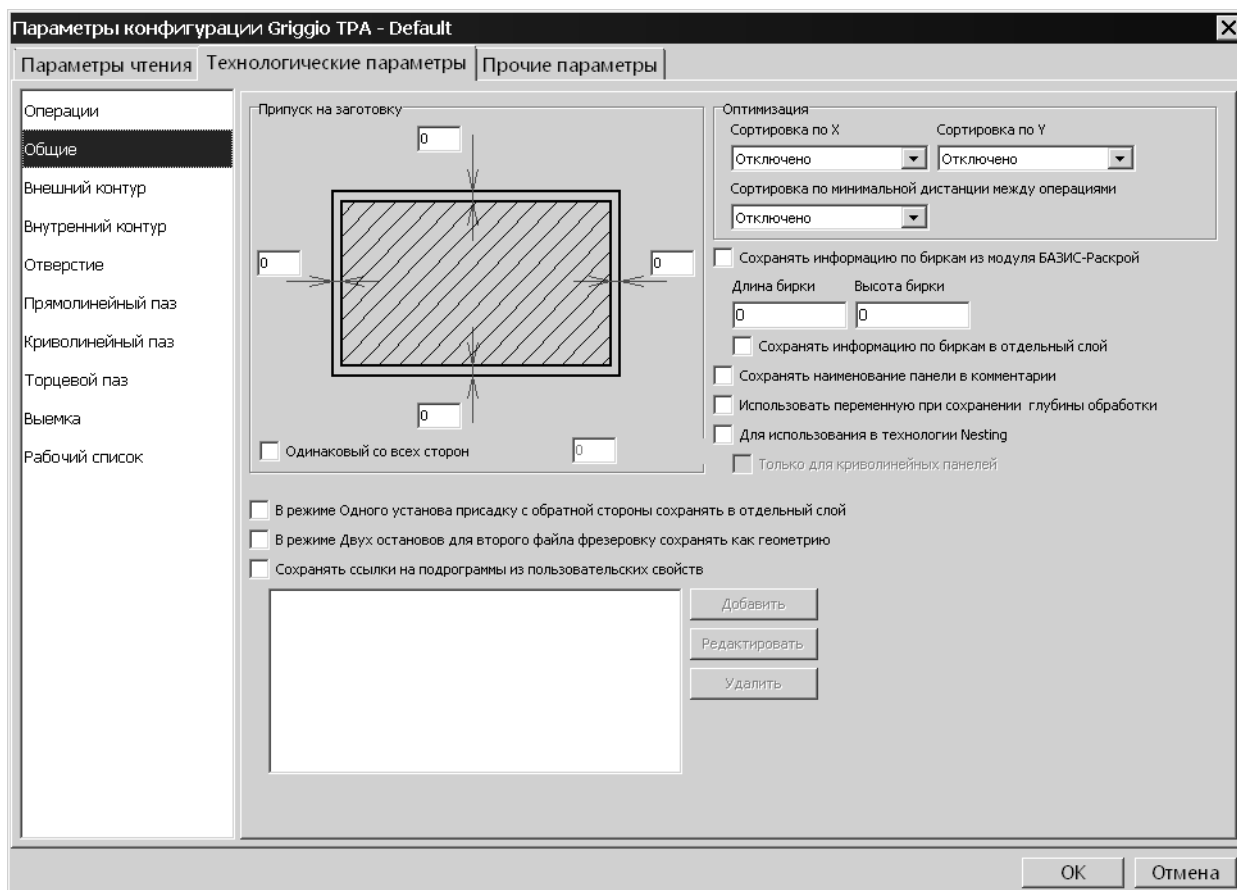 Параметры конфигурации Griggio TPA - Default
Параметры чтения
Технологические параметры
Прочие параметры
Операции
Общие
Внешний контур
Внутренний контур
Отверстие
Прямолинейный паз
Криволинейный паз
Торцевой паз
Выемка
Рабочий список
Припуск на заготовку
0
0
0
0
Одинаковый со всех сторон
0
Оптимизация
Сортировка по X
Сортировка по Y
Отключено
Отключено
Сортировка по минимальной дистанции между операциями
Отключено
Сохранять информацию по биркам из модуля БАЗИС-Раскрой
Длина бирки
Высота бирки
0
0
Сохранять информацию по биркам в отдельный слой
Сохранять наименование панели в комментарии
Использовать переменную при сохранении глубины обработки
Для использования в технологии Nesting
Только для криволинейных панелей
В режиме Одного установа присадку с обратной стороны сохранять в отдельный слой
В режиме Двух остановов для второго файла фрезеровку сохранять как геометрию
Сохранять ссылки на подрограммы из пользовательских свойств
Добавить
Редактировать
Удалить
OK
Отмена